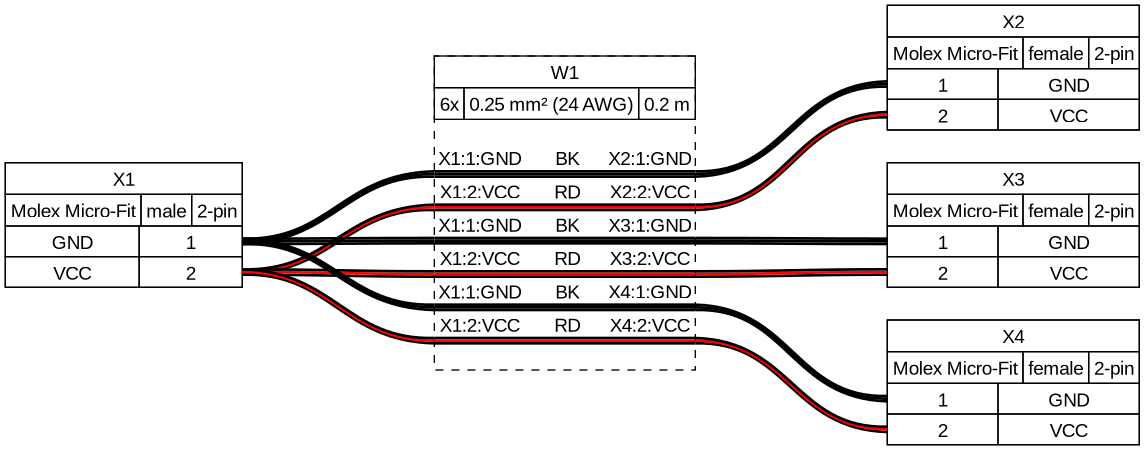 X1
Molex Micro-Fit male 2-pin
GND 1
VCC 2
W1
6x 0.25 mm² (24 AWG) 0.2 m
X1:1:GND BK X2:1:GND
X1:2:VCC RD X2:2:VCC
X1:1:GND BK X3:1:GND
X1:2:VCC RD X3:2:VCC
X1:1:GND BK X4:1:GND
X1:2:VCC RD X4:2:VCC
X2
Molex Micro-Fit female 2-pin
1 GND
2 VCC
X3
Molex Micro-Fit female 2-pin
1 GND
2 VCC
X4
Molex Micro-Fit female 2-pin
1 GND
2 VCC